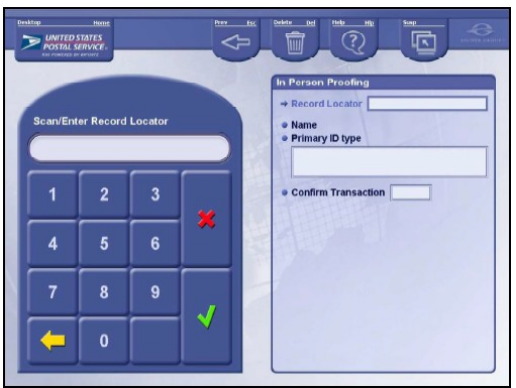 Desktop Home Prev Esc Delete Del Help Hlp Susp
UNITED STATES
POSTAL SERVICE
In Person Proofing
Record Locator
Scan/Enter Record Locator
Name
Primary ID type
Confirm Transaction
1 2 3
4 5 6
7 8 9
0